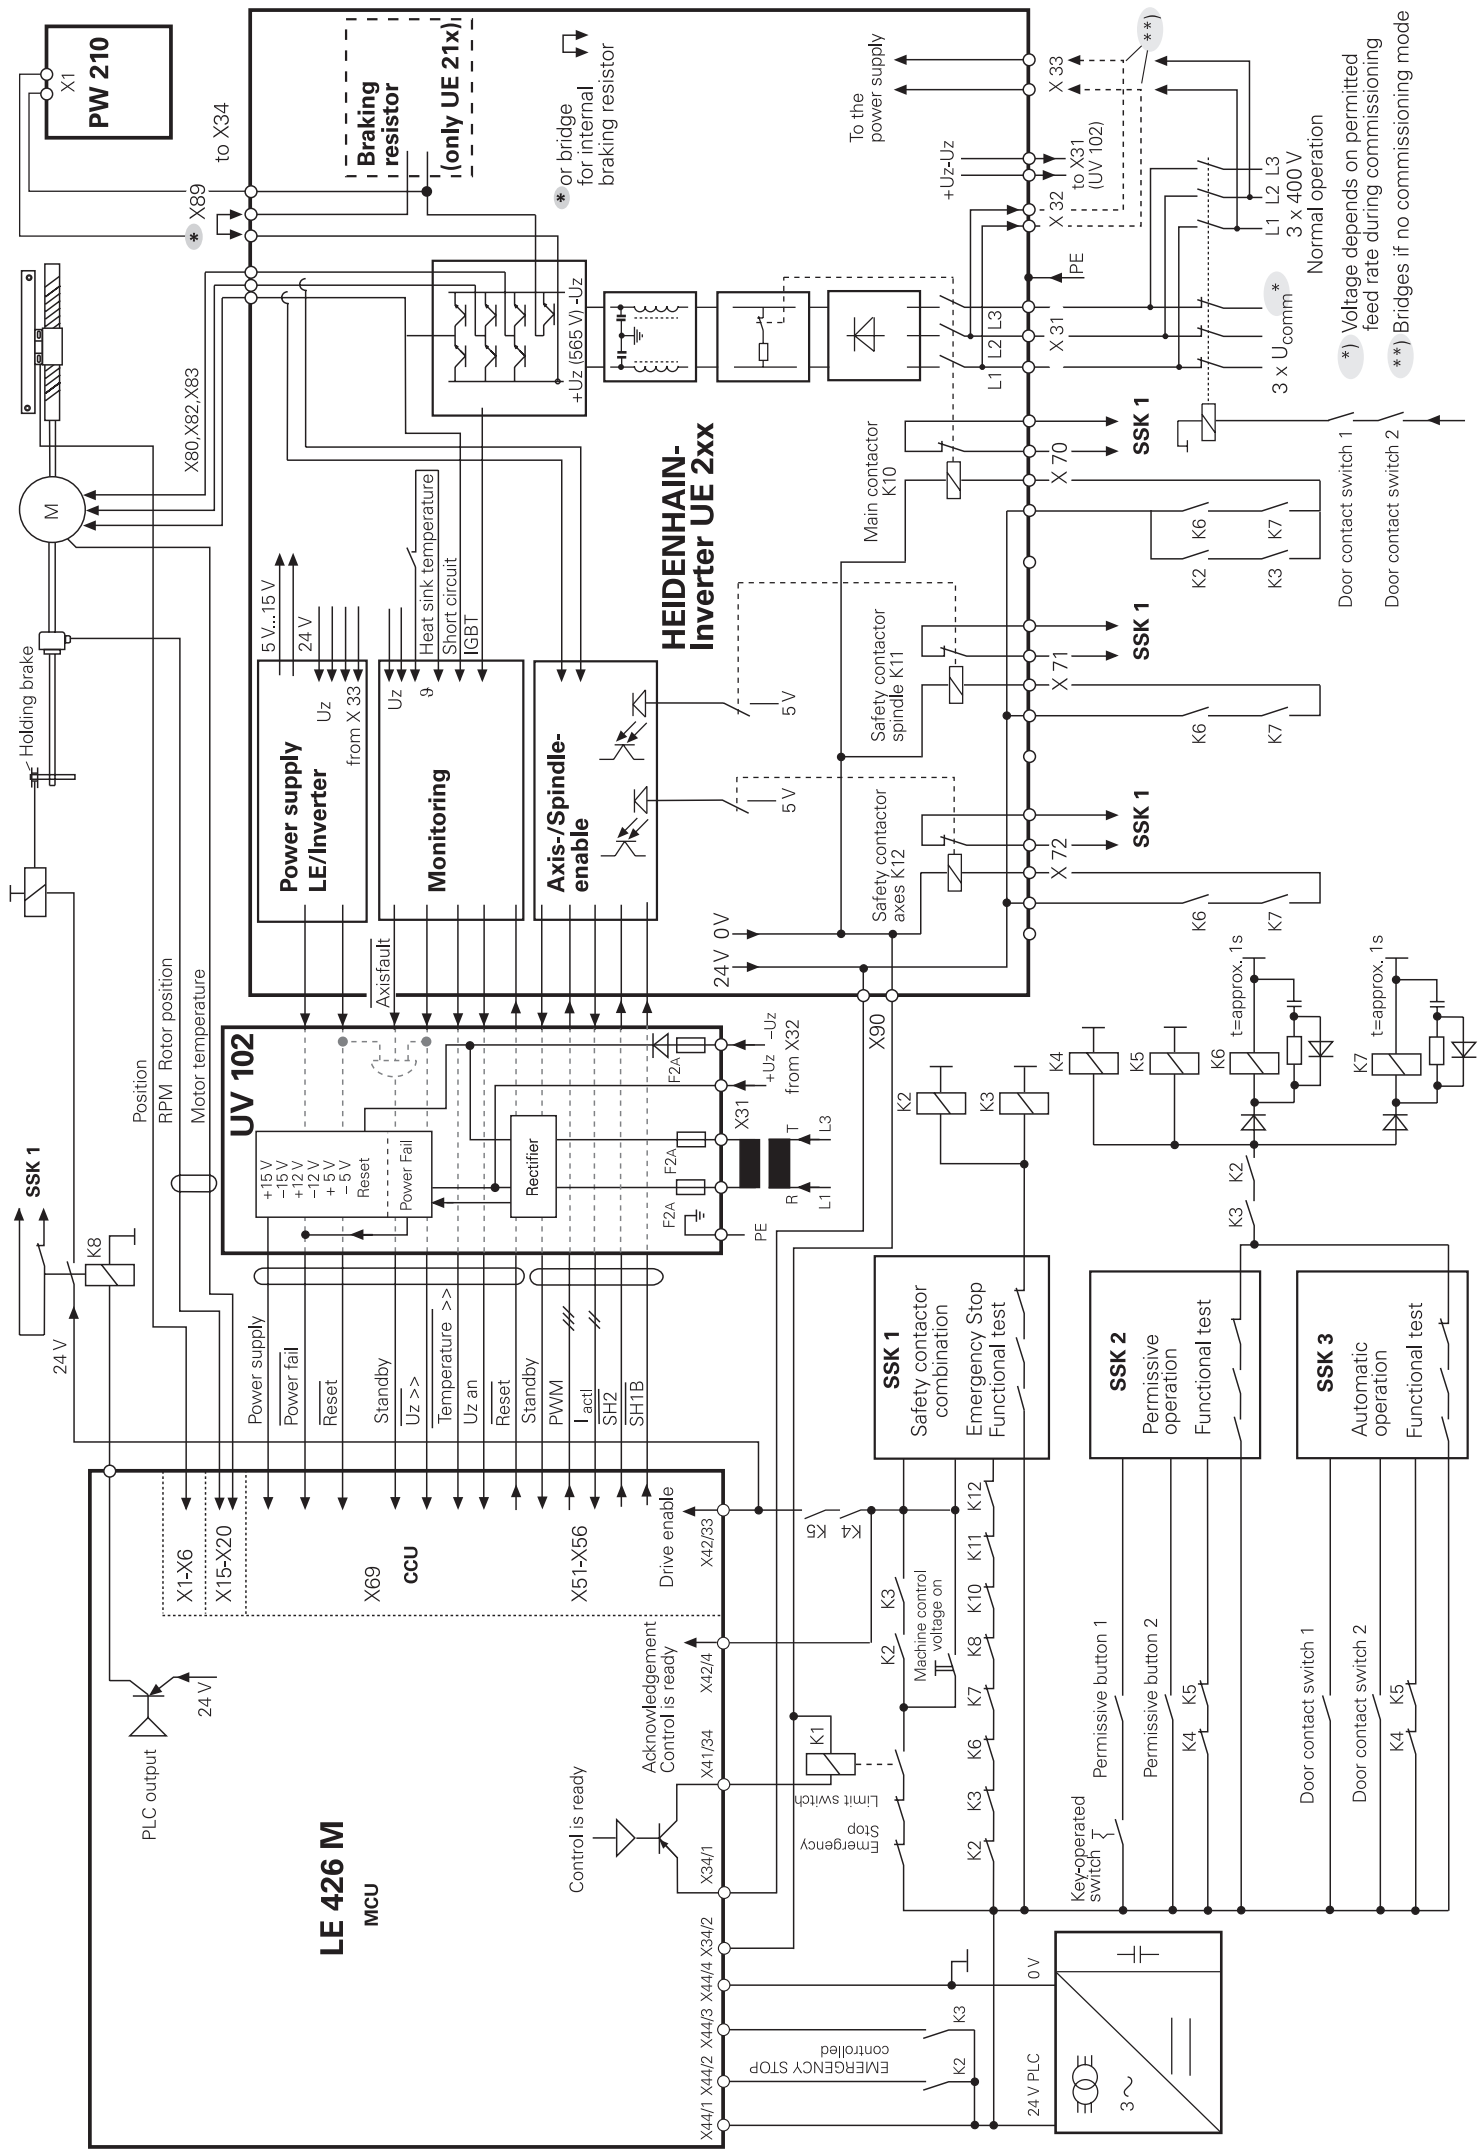 PW 210
X1
to X34
* X89
Braking
resistor
(only UE 21x)
* or bridge
for internal
braking resistor
To the
power supply
X 33
**)
+Uz-Uz
to X31
(UV 102)
X 32
PE
L1 L2 L3
3 x 400 V
Normal operation
3 x Ucomm*
*) Voltage depends on permitted
feed rate during commissioning
**) Bridges if no commissioning mode
+Uz (565 V) -Uz
L1 L2 L3
X 31
X80,X82,X83
M
Holding brake
HEIDENHAIN-
Inverter UE 2xx
Main contactor
K10
X 70
SSK 1
K6
K7
K2
K3
Door contact switch 1
Door contact switch 2
5 V...15 V
24 V
Uz
from X 33
Power supply
LE/Inverter
Uz
ϑ
Heat sink temperature
Short circuit
IGBT
Monitoring
Axis-/Spindle-
enable
5 V
5 V
Safety contactor
spindle K11
X 71
SSK 1
K6
K7
Safety contactor
axes K12
X 72
SSK 1
K6
K7
24 V 0 V
X90
Axisfault
Position
RPM Rotor position
Motor temperature
UV 102
+15 V
–15 V
+12 V
–12 V
+ 5 V
– 5 V
Reset
Power Fail
Rectifier
F2A
F2A
F2A
X31
+Uz –Uz
from X32
R
T
L1
L3
PE
SSK 1
K8
24 V
Power supply
Power fail
Reset
Standby
Uz >>
Temperature >>
Uz an
Reset
Standby
PWM
I actl
SH2
SH1B
K2
K3
K4
K5
K6
t=approx. 1s
K7
t=approx. 1s
K2
K3
SSK 1
Safety contactor
combination
Emergency Stop
Functional test
SSK 2
Permissive
operation
Functional test
SSK 3
Automatic
operation
Functional test
X1-X6
X15-X20
X69
CCU
X51-X56
Drive enable
X42/33
K5
K4
Acknowledgement
Control is ready
X42/4
X41/34
K1
K2
K3
Machine control
voltage on
K2
K3
K6
K7
K8
K10
K11
K12
PLC output
24 V
Control is ready
X34/1
LE 426 M
MCU
Limit switch
Emergency
Stop
Key-operated
switch
Permissive button 1
Permissive button 2
K4
K5
Door contact switch 1
Door contact switch 2
K4
K5
X44/1 X44/2 X44/3 X44/4 X34/2
EMERGENCY STOP
controlled
K2
K3
24 V PLC
0 V
3 ~